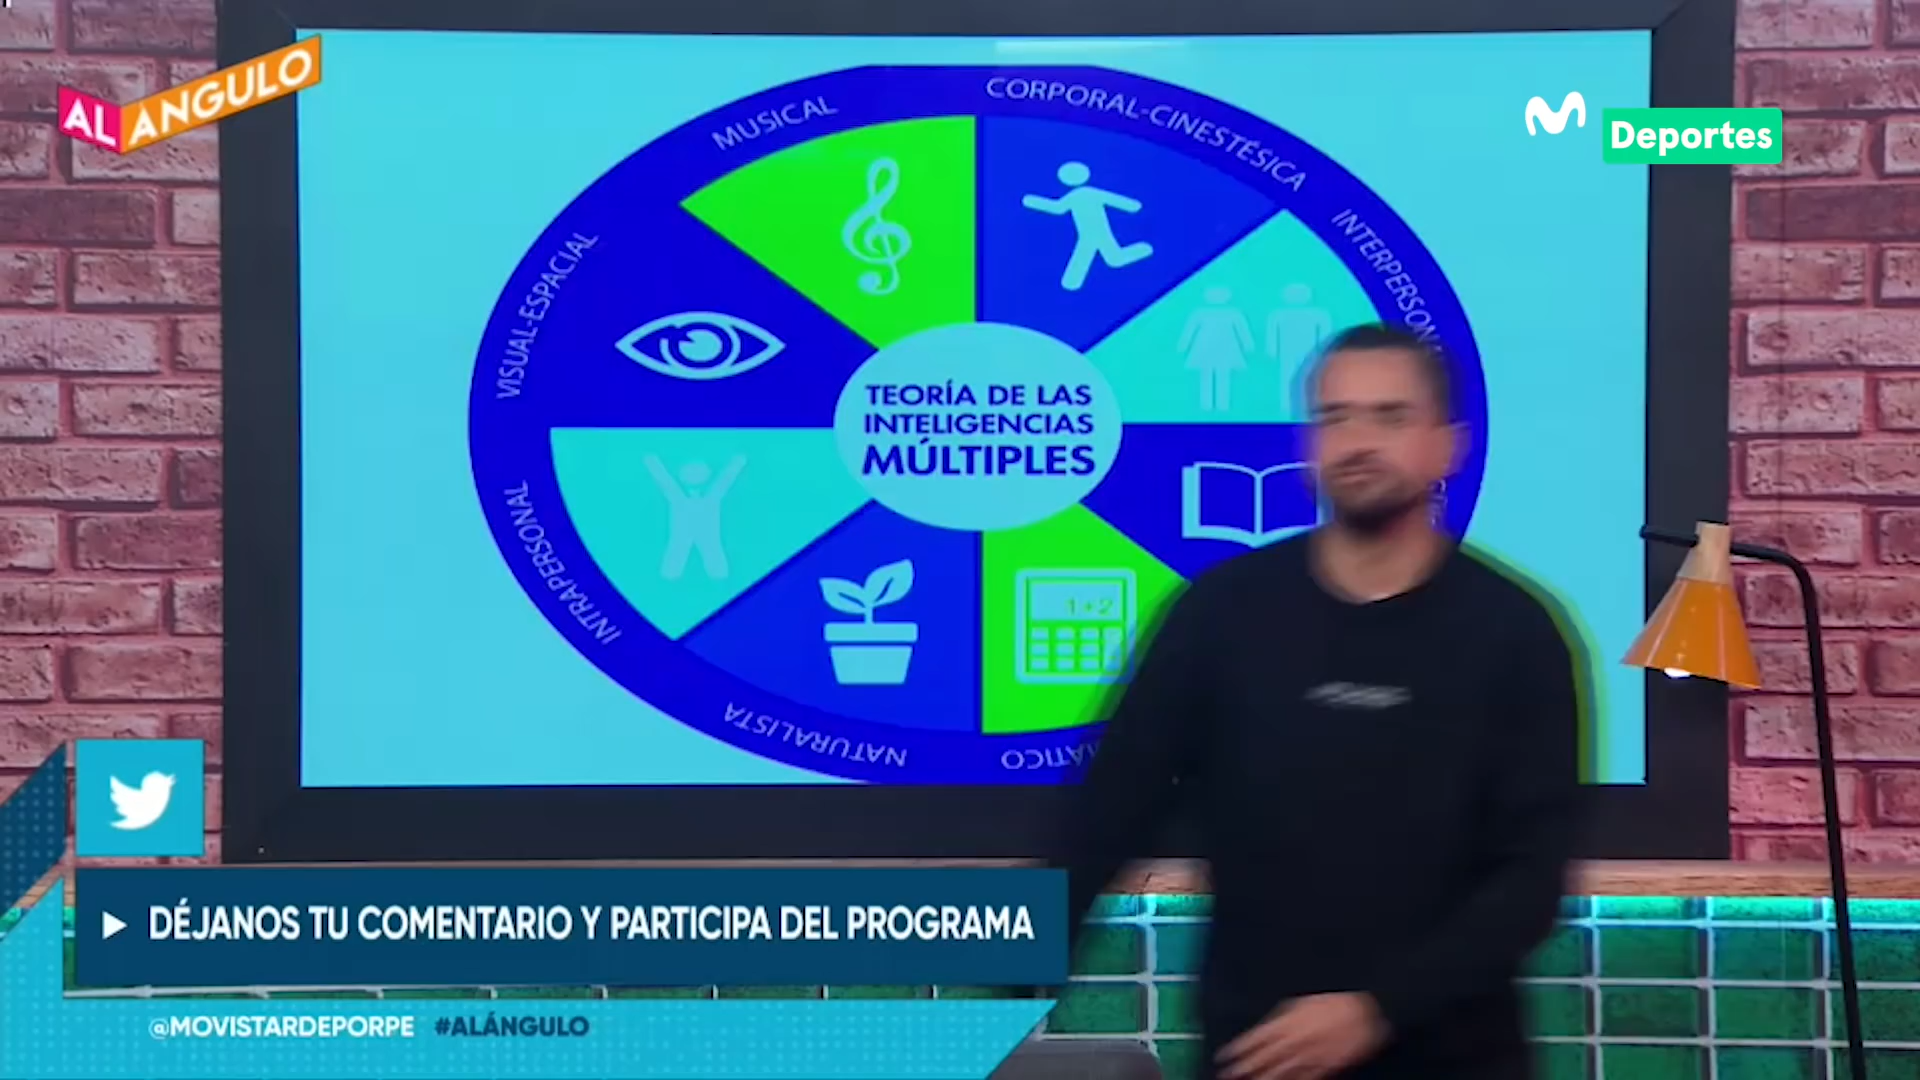 AL ÁNGULO
Deportes
MUSICAL
CORPORAL-CINESTÉSICA
VISUAL-ESPACIAL
TEORÍA DE LAS
INTELIGENCIAS
MÚLTIPLES
INTRAPERSONAL
1+2
NATURALISTA
DÉJANOS TU COMENTARIO Y PARTICIPA DEL PROGRAMA
@MOVISTARDEPORPE #ALÁNGULO